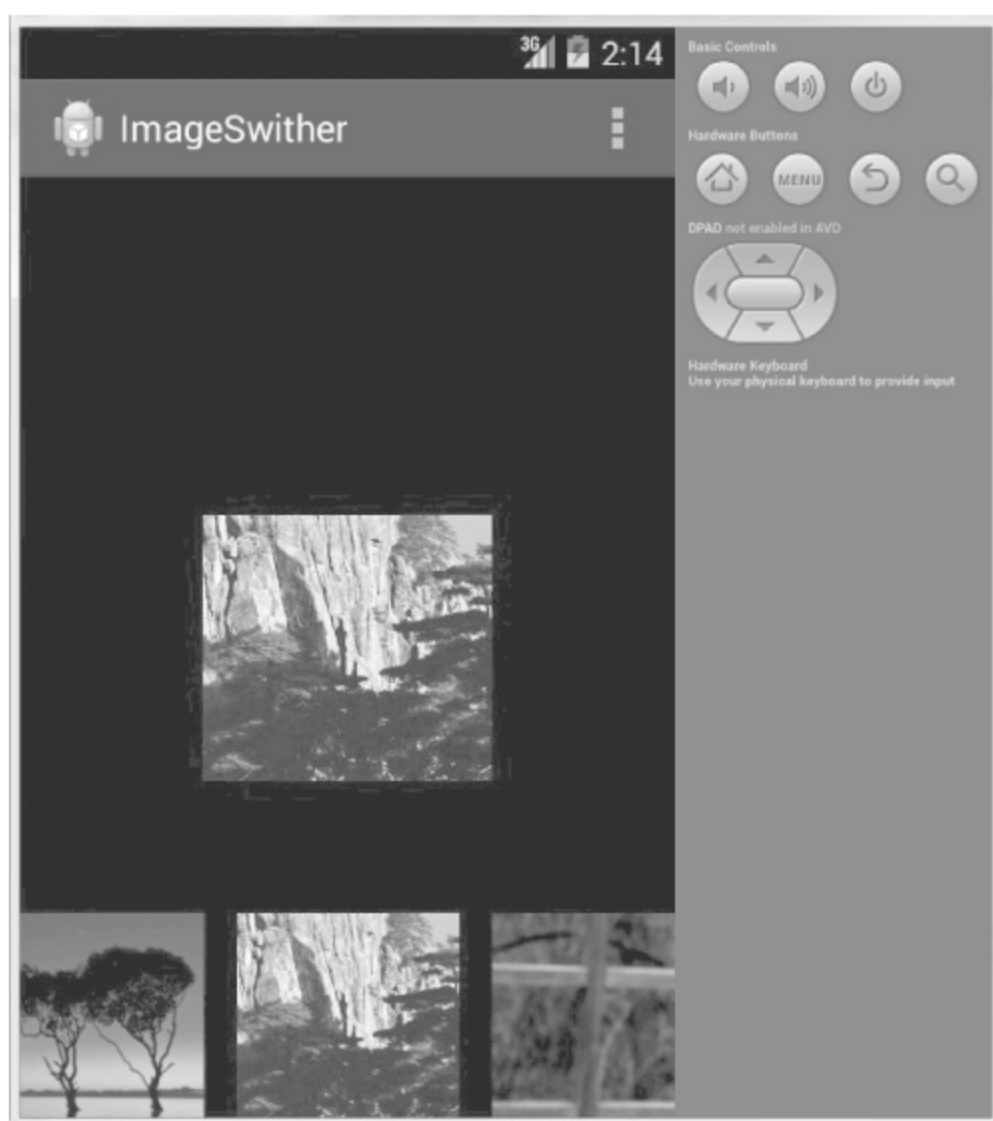 3G 2:14
ImageSwither
Basic Controls
Hardware Buttons
MENU
DPAD not enabled in AVD
Hardware Keyboard
Use your physical keyboard to provide input